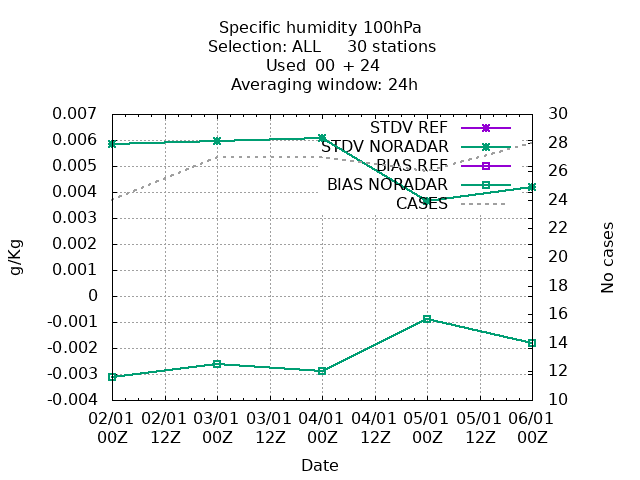 Specific humidity 100hPa
Selection: ALL     30 stations
Used  00  + 24
Averaging window: 24h
0.007
0.006
0.005
0.004
0.003
0.002
0.001
0
-0.001
-0.002
-0.003
-0.004
g/Kg
STDV REF
STDV NORADAR
BIAS REF
BIAS NORADAR
CASES
30
28
26
24
22
20
18
16
14
12
10
No cases
02/01 02/01 03/01 03/01 04/01 04/01 05/01 05/01 06/01
00Z 12Z 00Z 12Z 00Z 12Z 00Z 12Z 00Z
Date